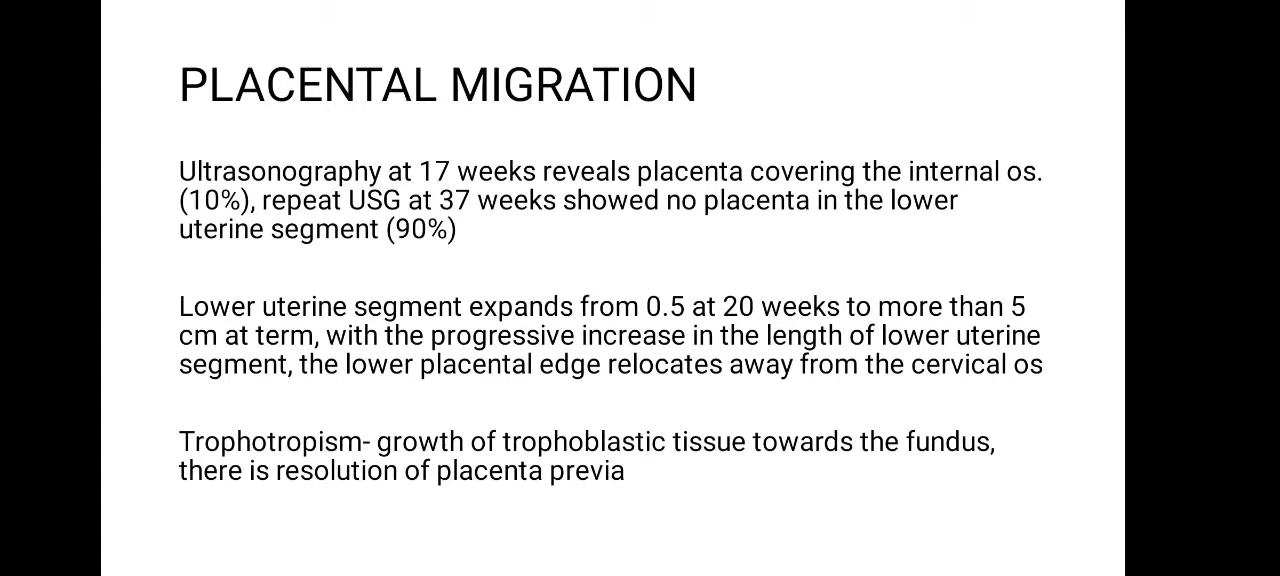 PLACENTAL MIGRATION
Ultrasonography at 17 weeks reveals placenta covering the internal os.
(10%), repeat USG at 37 weeks showed no placenta in the lower
uterine segment (90%)
Lower uterine segment expands from 0.5 at 20 weeks to more than 5
cm at term, with the progressive increase in the length of lower uterine
segment, the lower placental edge relocates away from the cervical os
Trophotropism- growth of trophoblastic tissue towards the fundus,
there is resolution of placenta previa